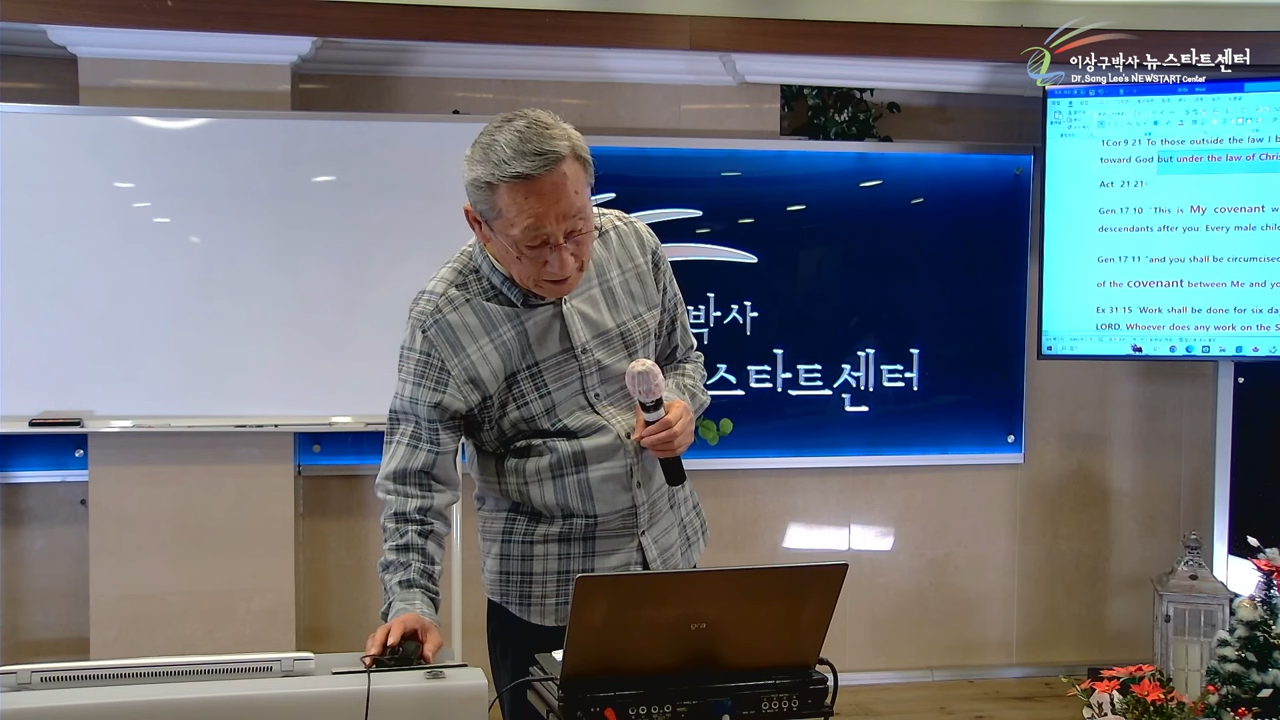 이상구박사 뉴스타트센터
Dr. Sang Lee's NEWSTART Center
1Cor 9 21 To those outside the law I b
toward God but under the law of Chris
Act 21 21
Gen 17 10 "This is My covenant w
descendants after you: Every male chil
Gen 17 11 "and you shall be circumcised
of the covenant between Me and yo
Ex 31:15 'Work shall be done for six da
LORD. Whoever does any work on the S
박사
스타트센터
gram